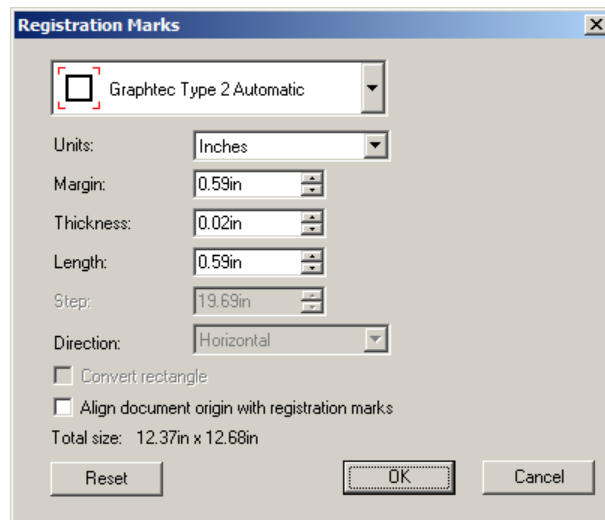 Registration Marks
Graphtec Type 2 Automatic
Units: Inches
Margin: 0.59in
Thickness: 0.02in
Length: 0.59in
Step: 19.69in
Direction: Horizontal
Convert rectangle
Align document origin with registration marks
Total size: 12.37in x 12.68in
Reset OK Cancel